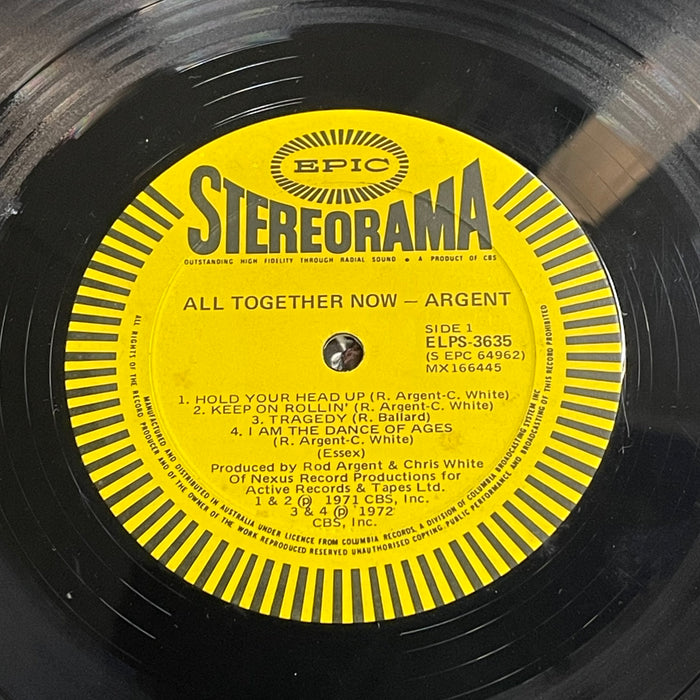 EPIC
STEREORAMA
OUTSTANDING HIGH FIDELITY THROUGH RADIAL SOUND • A PRODUCT OF CBS
ALL TOGETHER NOW – ARGENT
SIDE 1
ELPS-3635
(S EPC 64962)
MX166445
1. HOLD YOUR HEAD UP (R. Argent-C. White)
2. KEEP ON ROLLIN' (R. Argent-C. White)
3. TRAGEDY (R. Ballard)
4. I AM THE DANCE OF AGES
(R. Argent-C. White)
(Essex)
Produced by Rod Argent & Chris White
Of Nexus Record Productions for
Active Records & Tapes Ltd.
1 & 2 ℗ 1971 CBS, Inc.
3 & 4 ℗ 1972
CBS, Inc.
ALL RIGHTS OF THE RECORD PRODUCER AND OF THE OWNER OF THE WORK REPRODUCED RESERVED UNAUTHORISED COPYING, PUBLIC PERFORMANCE AND BROADCASTING OF THIS RECORD PROHIBITED
MANUFACTURED AND DISTRIBUTED IN AUSTRALIA UNDER LICENCE FROM COLUMBIA RECORDS, A DIVISION OF COLUMBIA BROADCASTING SYSTEM INC